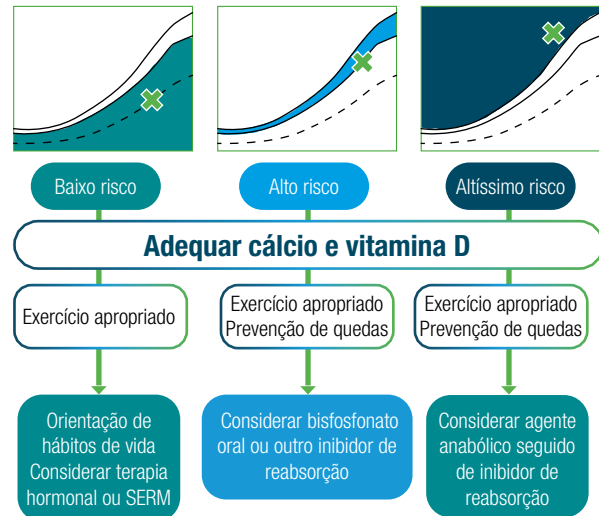 Baixo risco
Alto risco
Altíssimo risco
Adequar cálcio e vitamina D
Exercício apropriado
Exercício apropriado
Prevenção de quedas
Exercício apropriado
Prevenção de quedas
Orientação de
hábitos de vida
Considerar terapia
hormonal ou SERM
Considerar bisfosfonato
oral ou outro inibidor de
reabsorção
Considerar agente
anabólico seguido
de inibidor de
reabsorção